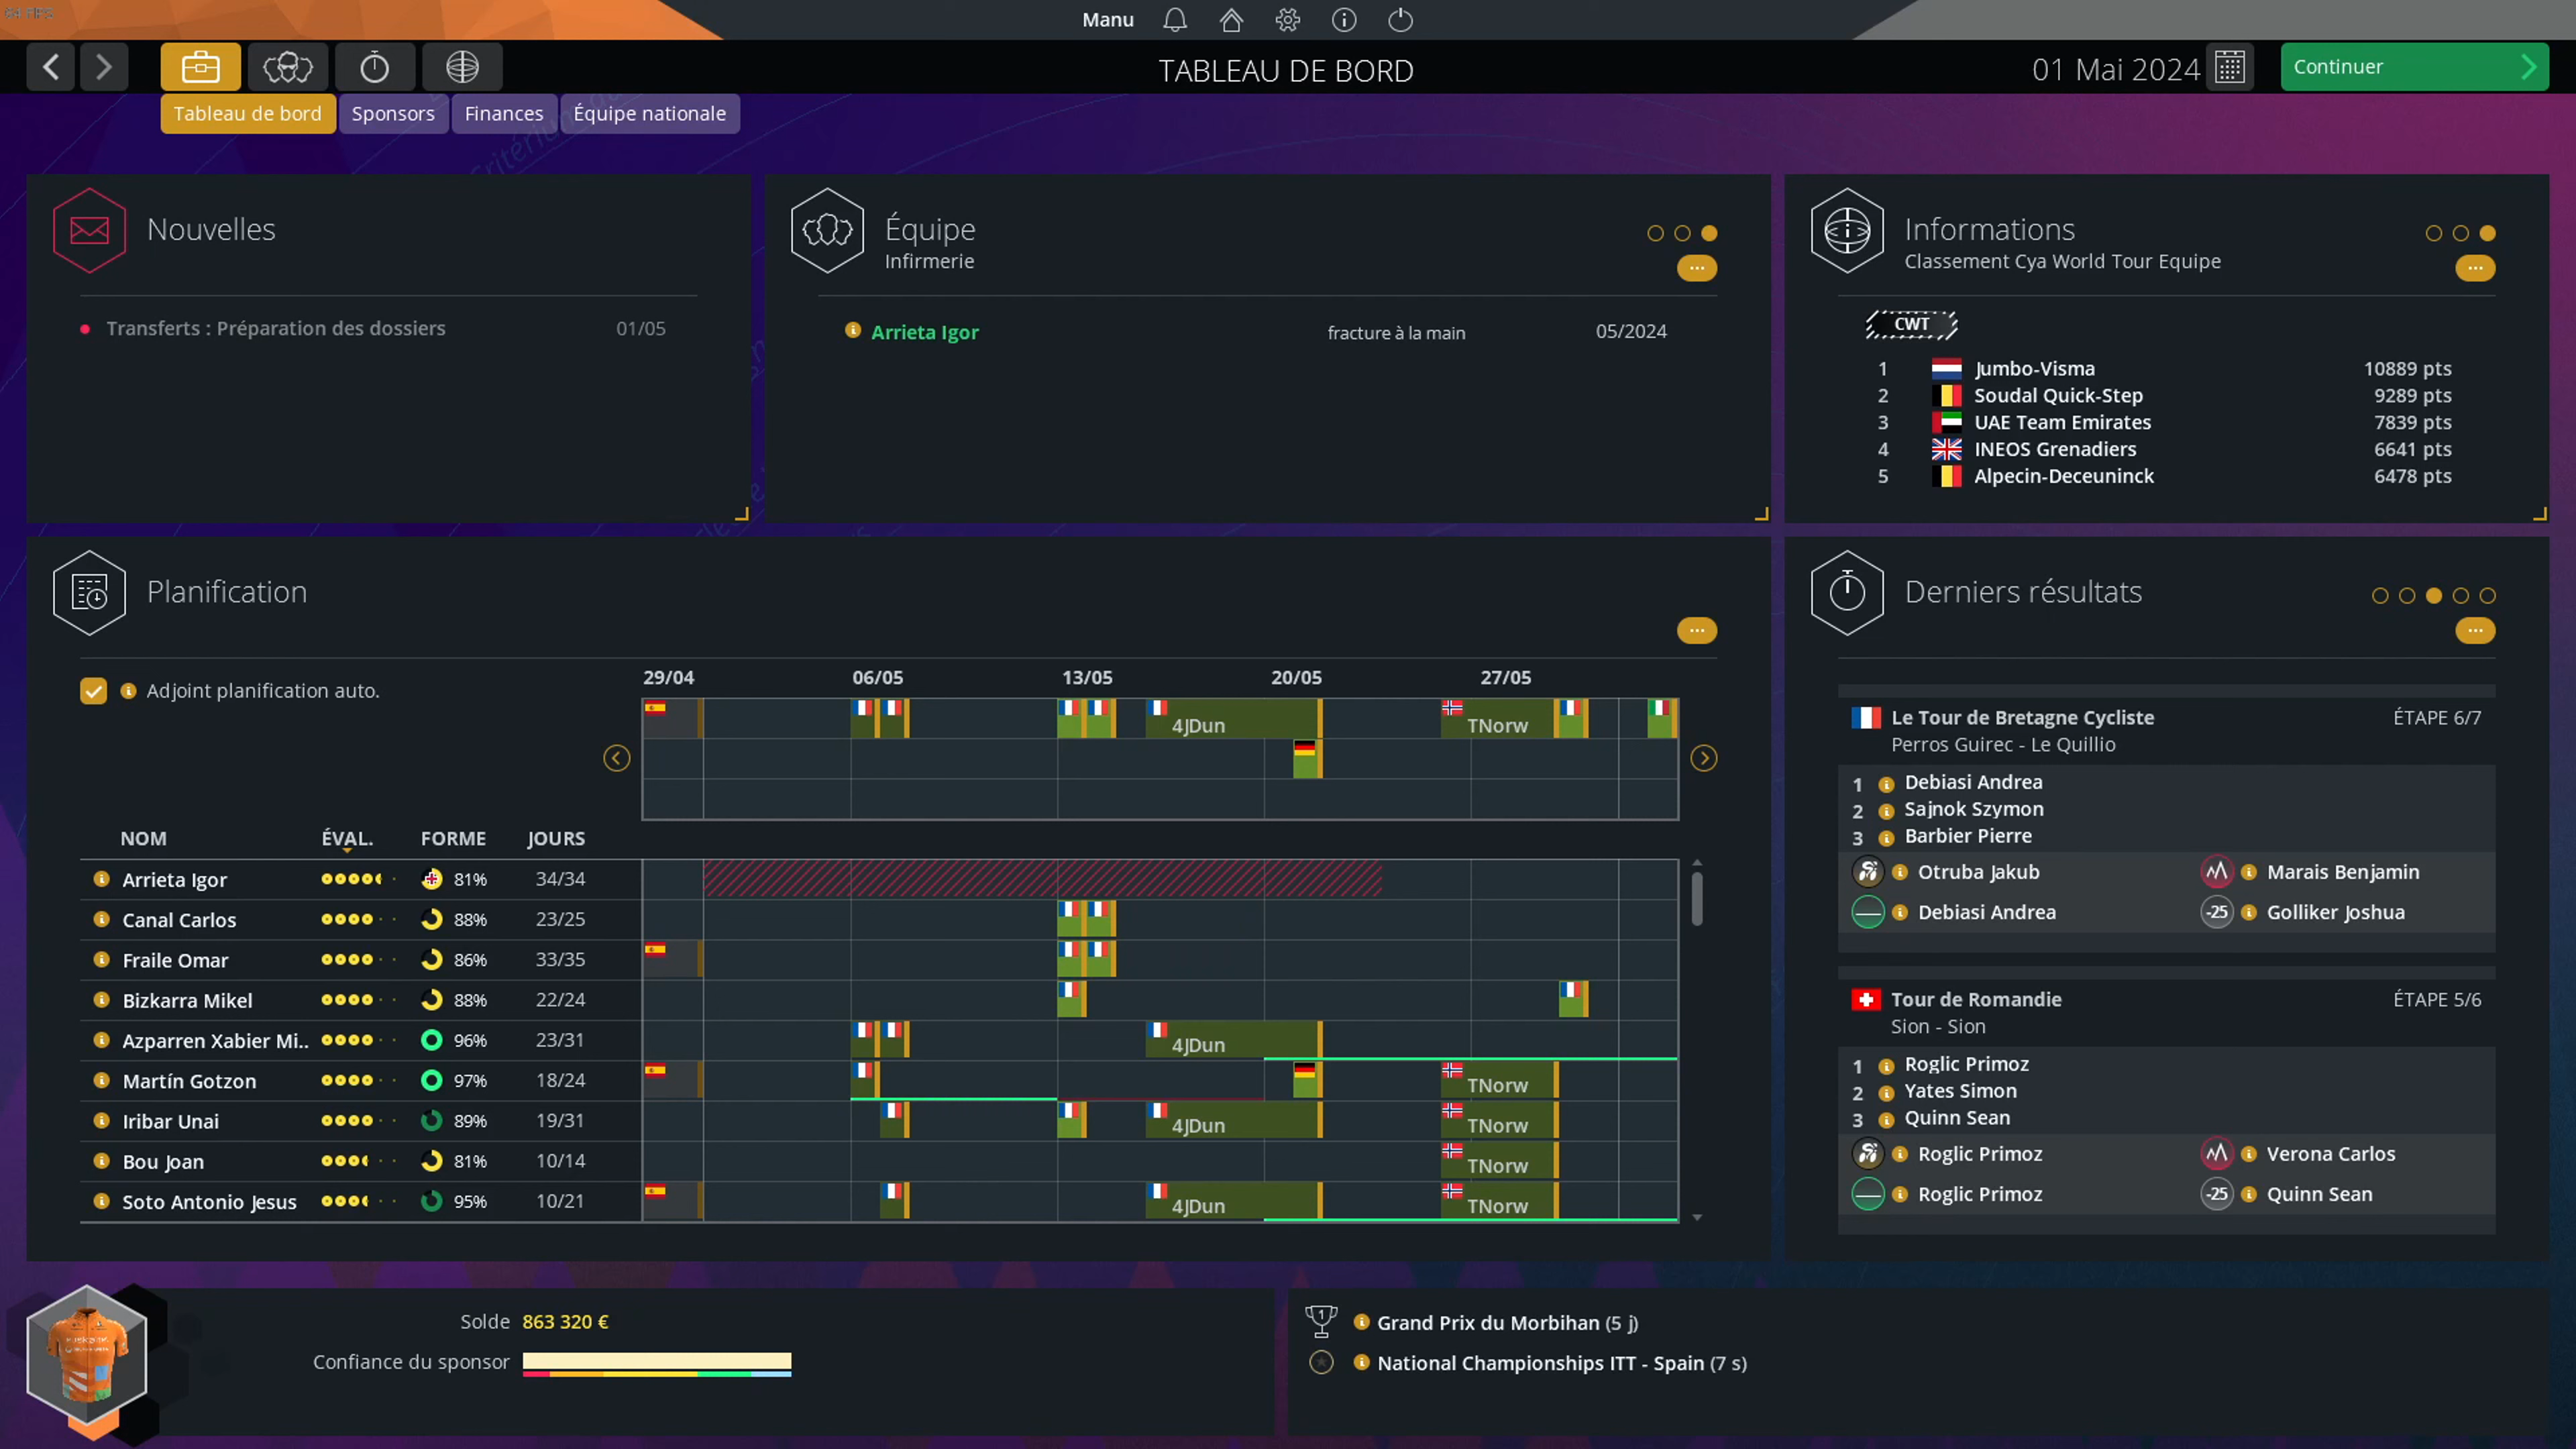 Manu
TABLEAU DE BORD
01 Mai 2024
Continuer
Tableau de bord
Sponsors
Finances
Équipe nationale
Nouvelles
Transferts : Préparation des dossiers 01/05
Équipe
Infirmerie
Arrieta Igor fracture à la main 05/2024
Informations
Classement Cya World Tour Equipe
CWT
1 Jumbo-Visma 10889 pts
2 Soudal Quick-Step 9289 pts
3 UAE Team Emirates 7839 pts
4 INEOS Grenadiers 6641 pts
5 Alpecin-Deceuninck 6478 pts
Planification
Adjoint planification auto.
29/04 06/05 13/05 20/05 27/05
4JDun TNorw
NOM ÉVAL. FORME JOURS
Arrieta Igor 81% 34/34
Canal Carlos 88% 23/25
Fraile Omar 86% 33/35
Bizkarra Mikel 88% 22/24
Azparren Xabier Mi.. 96% 23/31 4JDun
Martín Gotzon 97% 18/24 TNorw
Iribar Unai 89% 19/31 4JDun TNorw
Bou Joan 81% 10/14 TNorw
Soto Antonio Jesus 95% 10/21 4JDun TNorw
Derniers résultats
Le Tour de Bretagne Cycliste ÉTAPE 6/7
Perros Guirec - Le Quillio
1 Debiasi Andrea
2 Sajnok Szymon
3 Barbier Pierre
Otruba Jakub Marais Benjamin
Debiasi Andrea -25 Golliker Joshua
Tour de Romandie ÉTAPE 5/6
Sion - Sion
1 Roglic Primoz
2 Yates Simon
3 Quinn Sean
Roglic Primoz Verona Carlos
Roglic Primoz -25 Quinn Sean
Solde 863 320 €
Confiance du sponsor
Grand Prix du Morbihan (5 j)
National Championships ITT - Spain (7 s)